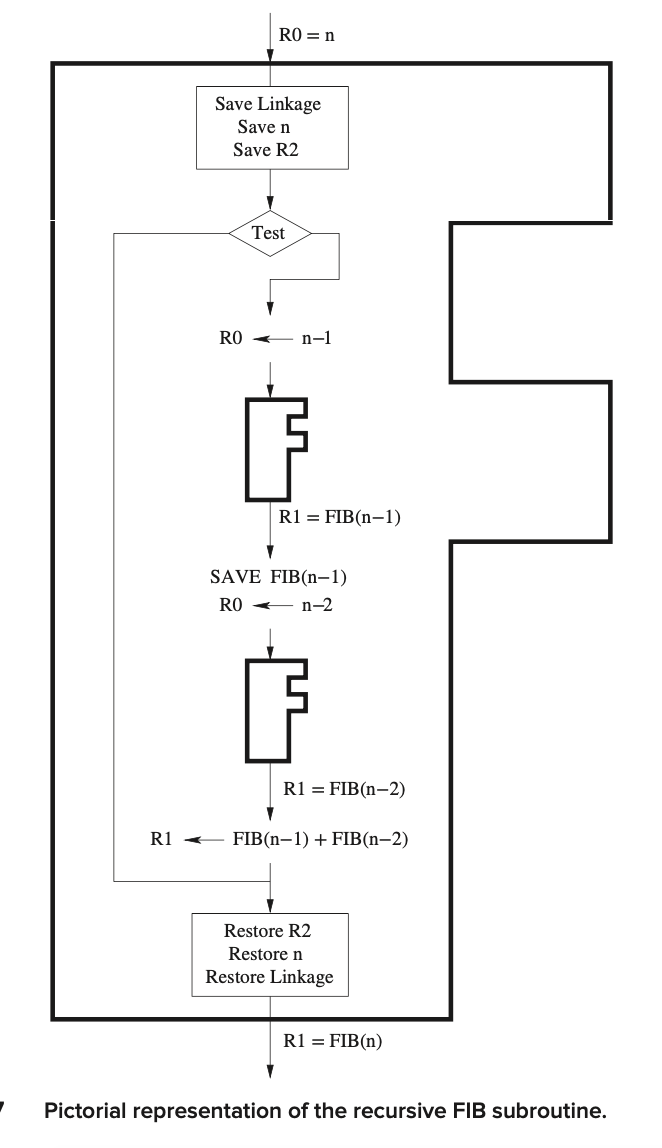 R0 = n
Save Linkage
Save n
Save R2
Test
R0 ← n−1
R1 = FIB(n−1)
SAVE FIB(n−1)
R0 ← n−2
R1 = FIB(n−2)
R1 ← FIB(n−1) + FIB(n−2)
Restore R2
Restore n
Restore Linkage
R1 = FIB(n)
Pictorial representation of the recursive FIB subroutine.